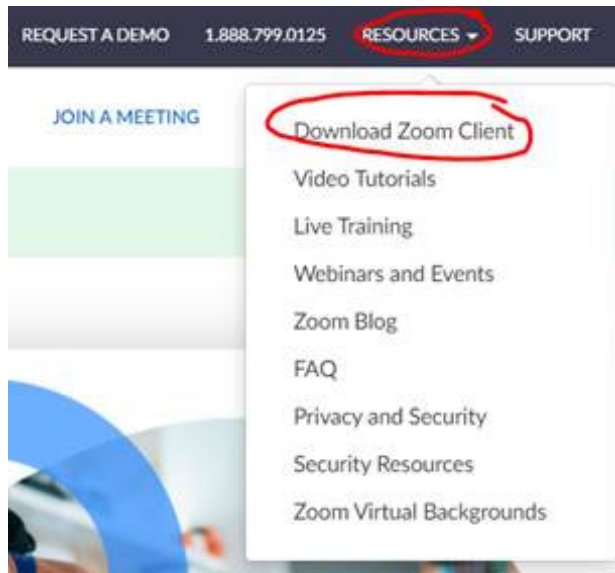 REQUEST A DEMO 1.888.799.0125 RESOURCES SUPPORT
JOIN A MEETING
Download Zoom Client
Video Tutorials
Live Training
Webinars and Events
Zoom Blog
FAQ
Privacy and Security
Security Resources
Zoom Virtual Backgrounds